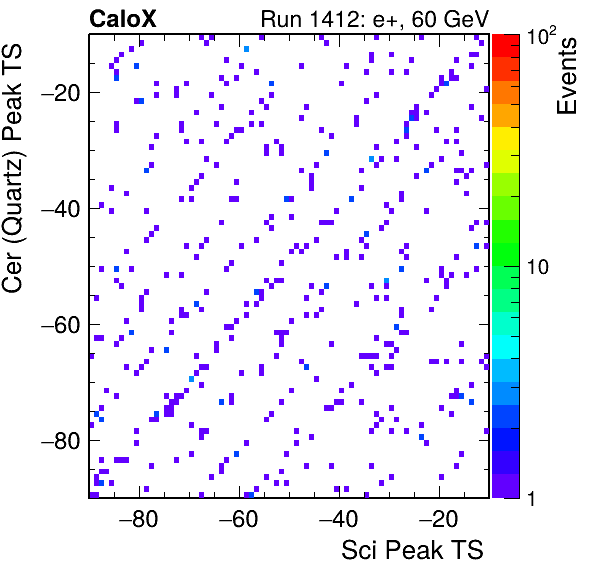 CaloX Run 1412: e+, 60 GeV
Cer (Quartz) Peak TS
−20
−40
−60
−80
−80 −60 −40 −20
Sci Peak TS
10²
10
1
Events